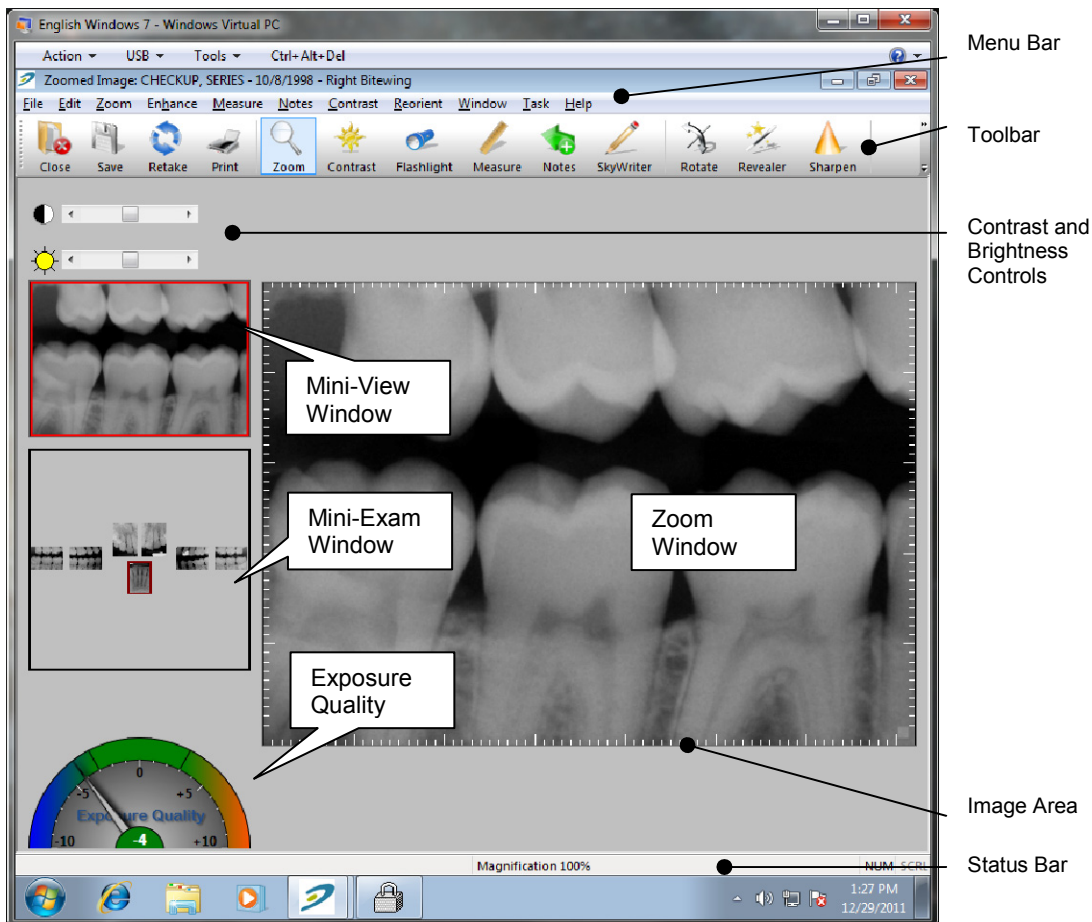 English Windows 7 - Windows Virtual PC
Action USB Tools Ctrl+Alt+Del
Zoomed Image: CHECKUP, SERIES - 10/8/1998 - Right Bitewing
File Edit Zoom Enhance Measure Notes Contrast Reorient Window Task Help
Close Save Retake Print Zoom Contrast Flashlight Measure Notes SkyWriter Rotate Revealer Sharpen
Menu Bar
Toolbar
Contrast and
Brightness
Controls
Mini-View
Window
Mini-Exam
Window
Zoom
Window
Exposure
Quality
0
-5 +5
Exposure Quality
-10 -4 +10
Image Area
Magnification 100% NUM SCRL
Status Bar
1:27 PM
12/29/2011